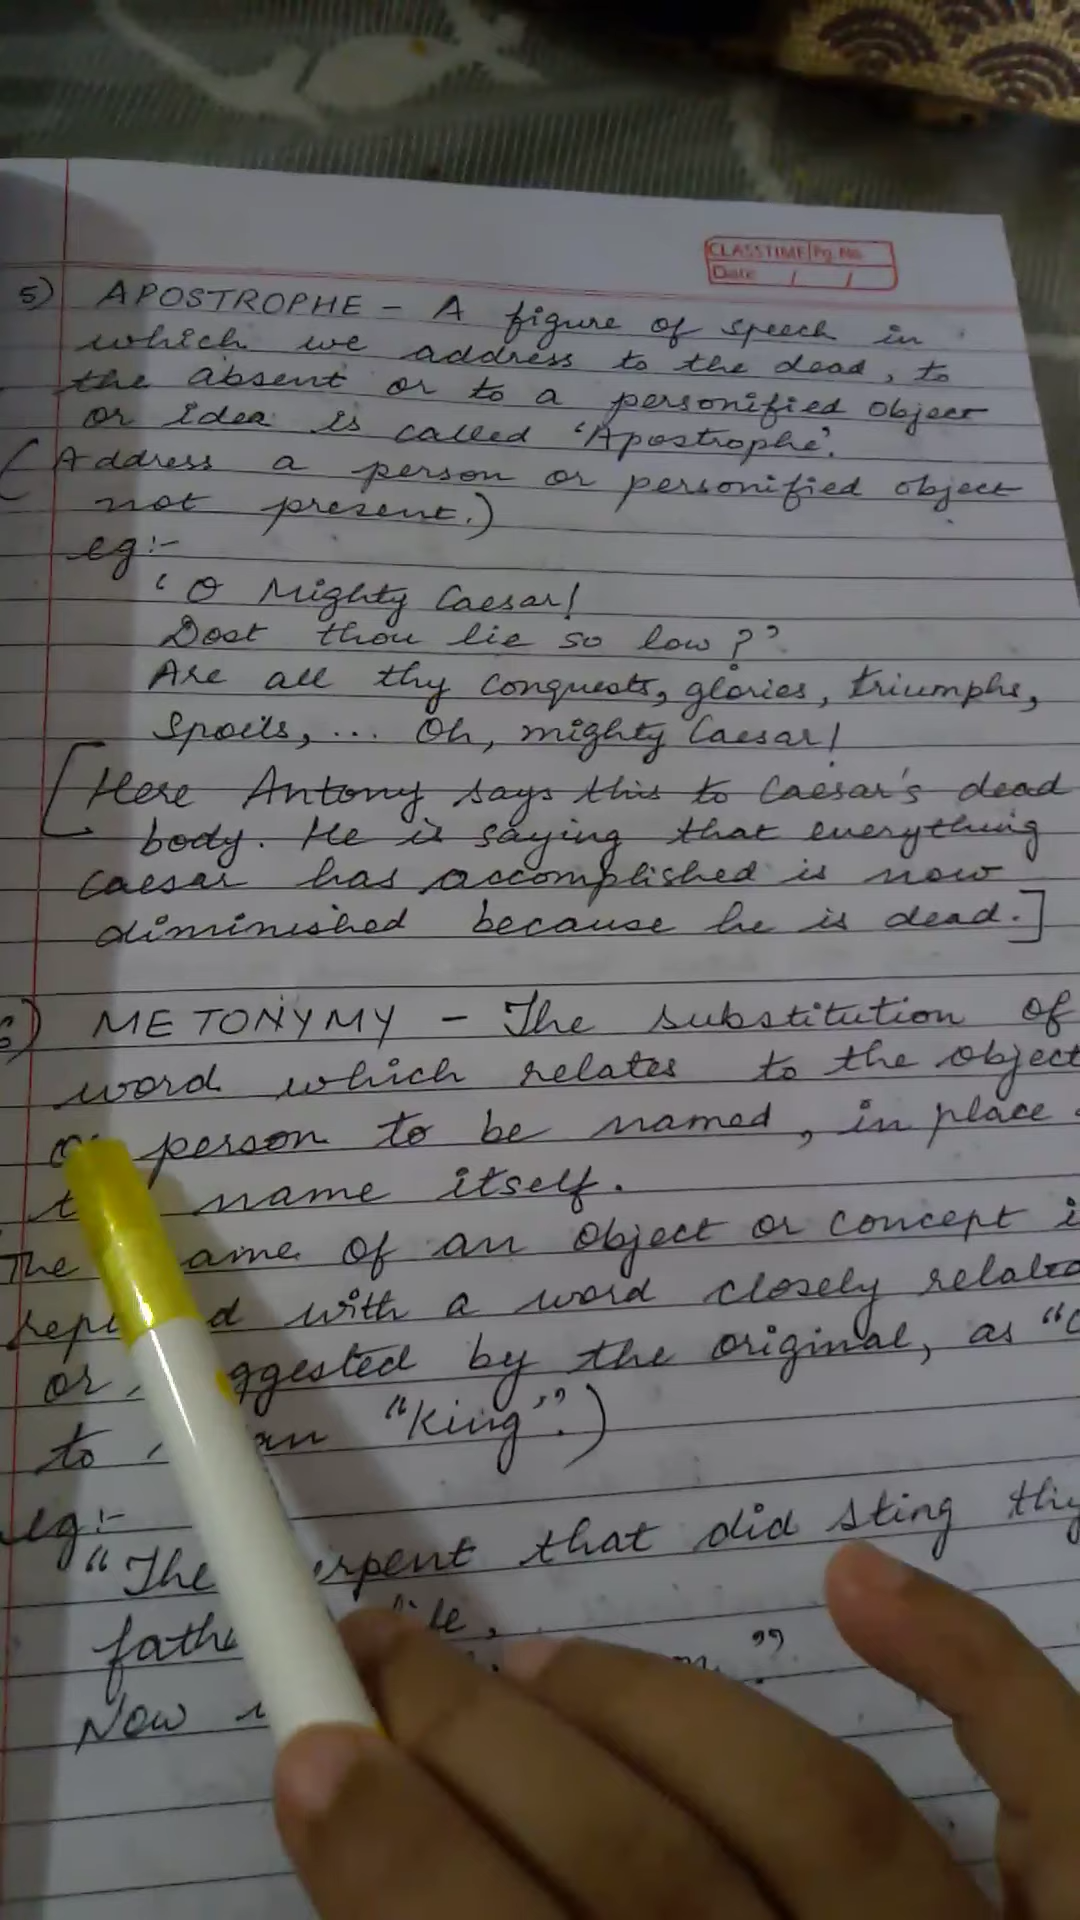 CLASSTIME Pg. No.
Date / /
5) APOSTROPHE - A figure of speech in
which we address to the dead, to
the absent or to a personified object
or idea is called 'Apostrophe'.
(Address a person or personified object
not present.)
eg:-
'O Mighty Caesar!
Dost thou lie so low?'
Are all thy conquests, glories, triumphs,
Spoils, ... Oh, mighty Caesar!
[Here Antony says this to Caesar's dead
body. He is saying that everything
Caesar has accomplished is now
diminished because he is dead.]
6) METONYMY - The substitution of
word which relates to the object
person to be named, in place
name itself.
The of an object or concept
with a word closely
or by the original, as
to "King".)
eg:-
"The that did sting thy
,
Now "